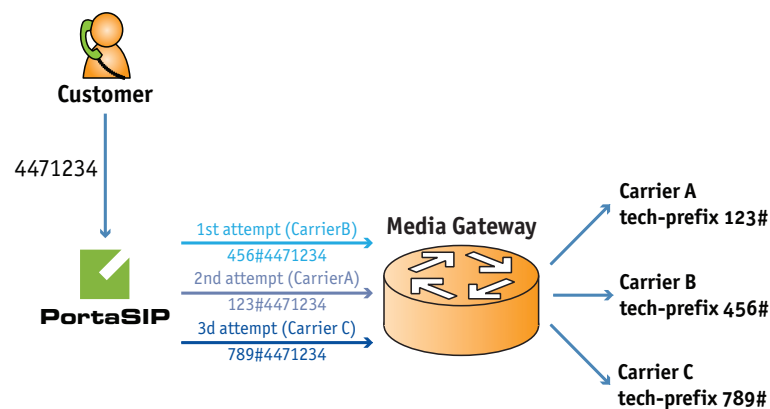 Customer
4471234
PortaSIP
1st attempt (CarrierB)
456#4471234
2nd attempt (CarrierA)
123#4471234
3d attempt (Carrier C)
789#4471234
Media Gateway
Carrier A
tech-prefix 123#
Carrier B
tech-prefix 456#
Carrier C
tech-prefix 789#